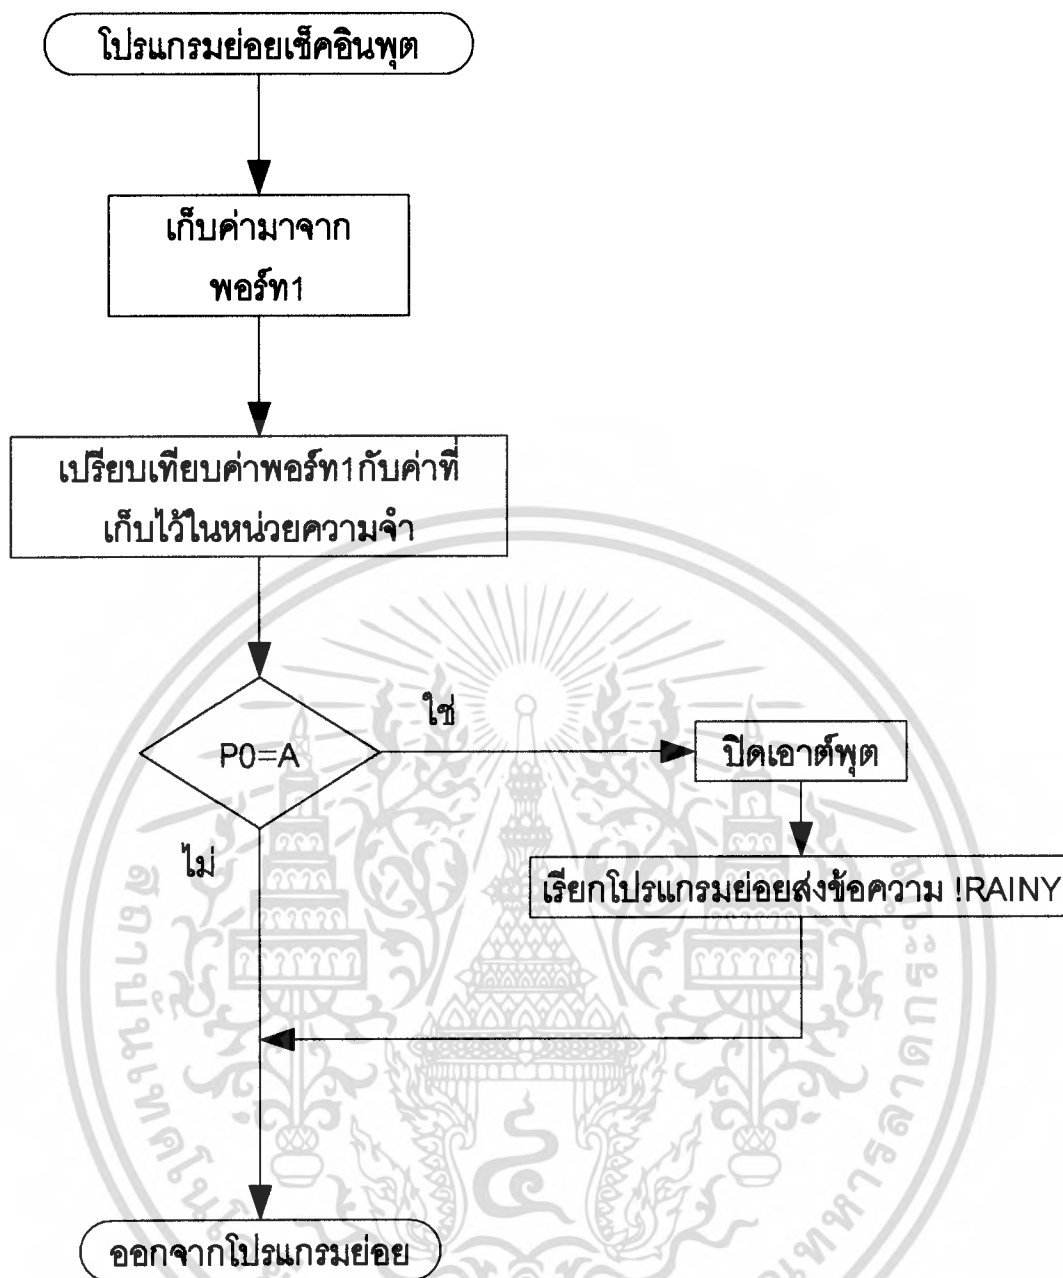 โปรแกรมย่อยเช็คอินพุต
เก็บค่ามาจาก
พอร์ท1
เปรียบเทียบค่าพอร์ท1กับค่าที่
เก็บไว้ในหน่วยความจำ
P0=A
ใช่
ปิดเอาต์พุต
ไม่
เรียกโปรแกรมย่อยส่งข้อความ !RAINY
ออกจากโปรแกรมย่อย